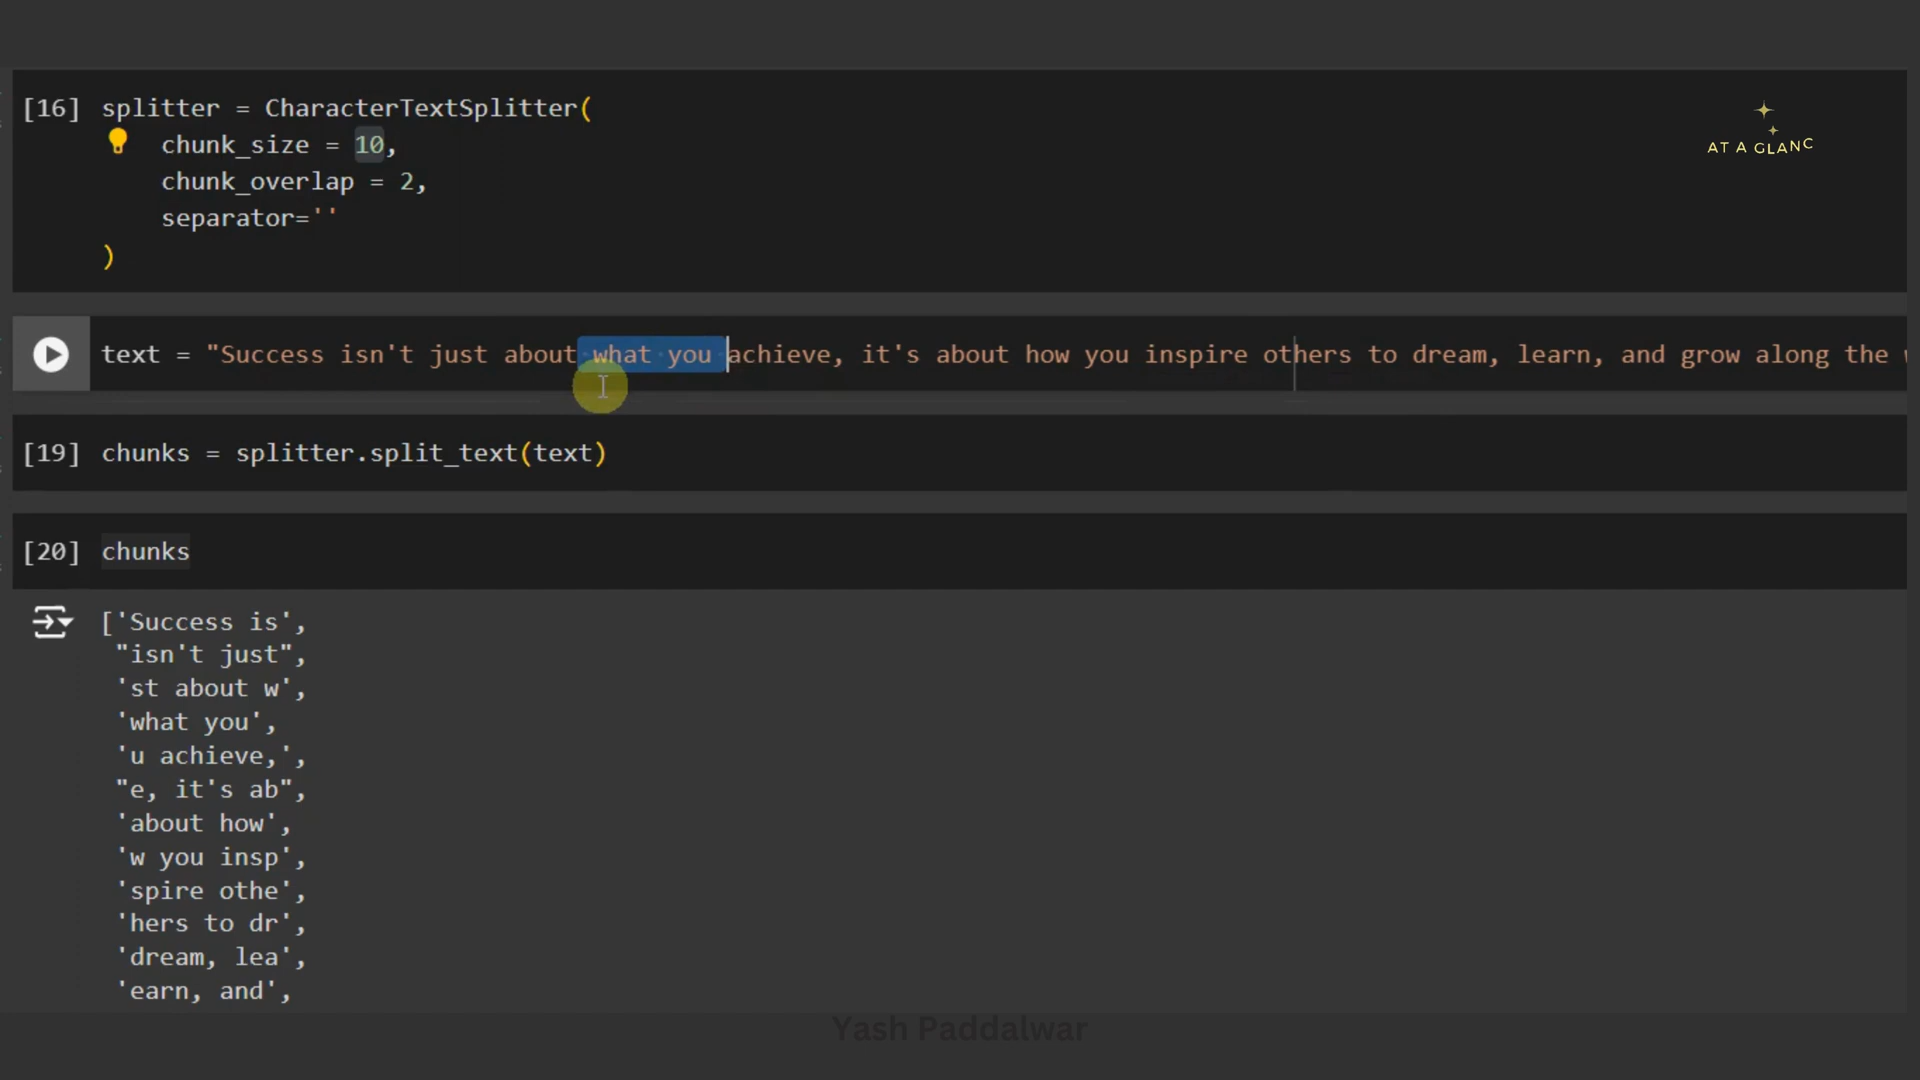 [16] splitter = CharacterTextSplitter(
chunk_size = 10,
chunk_overlap = 2,
separator=''
)
AT A GLANC
text = "Success isn't just about what you achieve, it's about how you inspire others to dream, learn, and grow along the
[19] chunks = splitter.split_text(text)
[20] chunks
['Success is',
"isn't just",
'st about w',
'what you',
'u achieve,',
"e, it's ab",
'about how',
'w you insp',
'spire othe',
'hers to dr',
'dream, lea',
'earn, and',
Yash Paddalwar